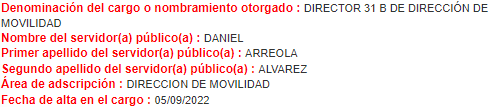 Denominación del cargo o nombramiento otorgado : DIRECTOR 31 B DE DIRECCIÓN DE
MOVILIDAD
Nombre del servidor(a) público(a) : DANIEL
Primer apellido del servidor(a) público(a) : ARREOLA
Segundo apellido del servidor(a) público(a) : ALVAREZ
Área de adscripción : DIRECCION DE MOVILIDAD
Fecha de alta en el cargo : 05/09/2022